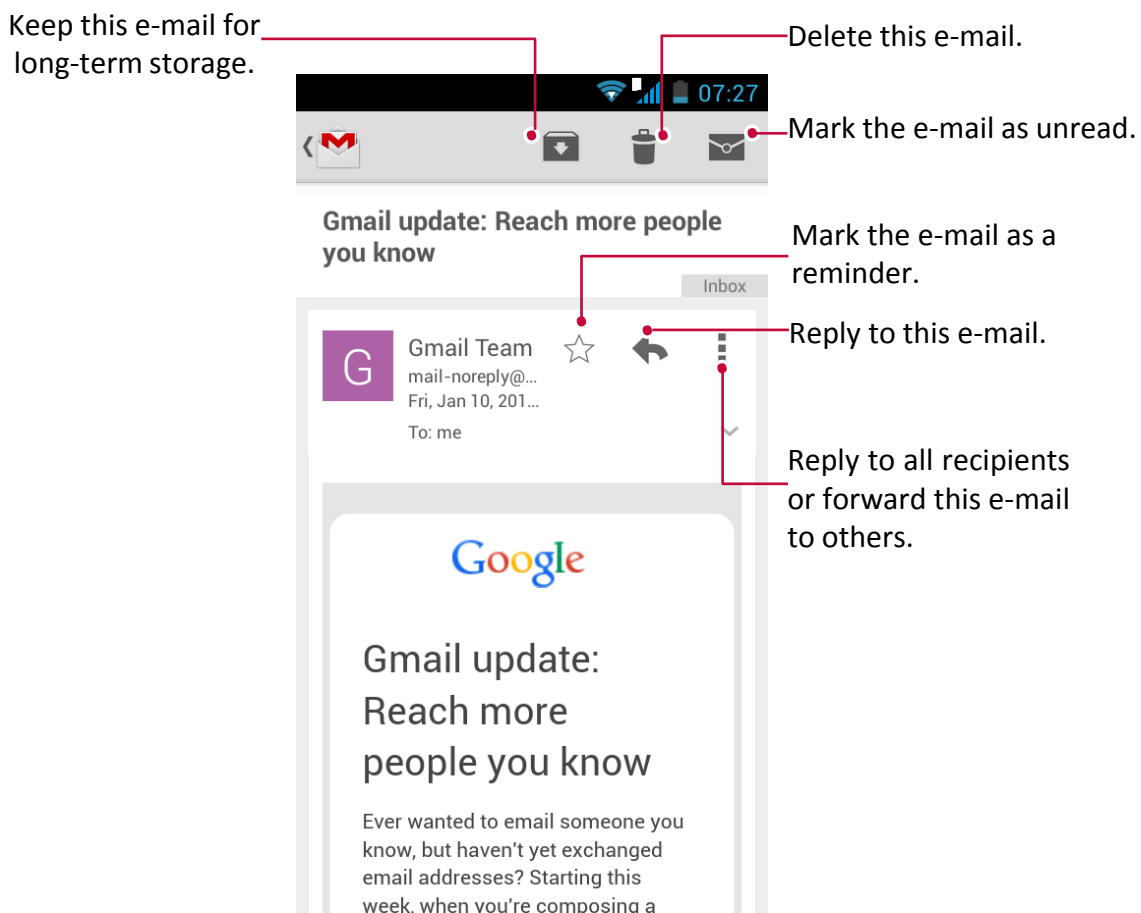 Keep this e-mail for
long-term storage.
Delete this e-mail.
07:27
Mark the e-mail as unread.
Gmail update: Reach more people
you know
Mark the e-mail as a
reminder.
Inbox
Reply to this e-mail.
G
Gmail Team
mail-noreply@...
Fri, Jan 10, 201...
To: me
Reply to all recipients
or forward this e-mail
to others.
Google
Gmail update:
Reach more
people you know
Ever wanted to email someone you
know, but haven't yet exchanged
email addresses? Starting this
week, when you're composing a